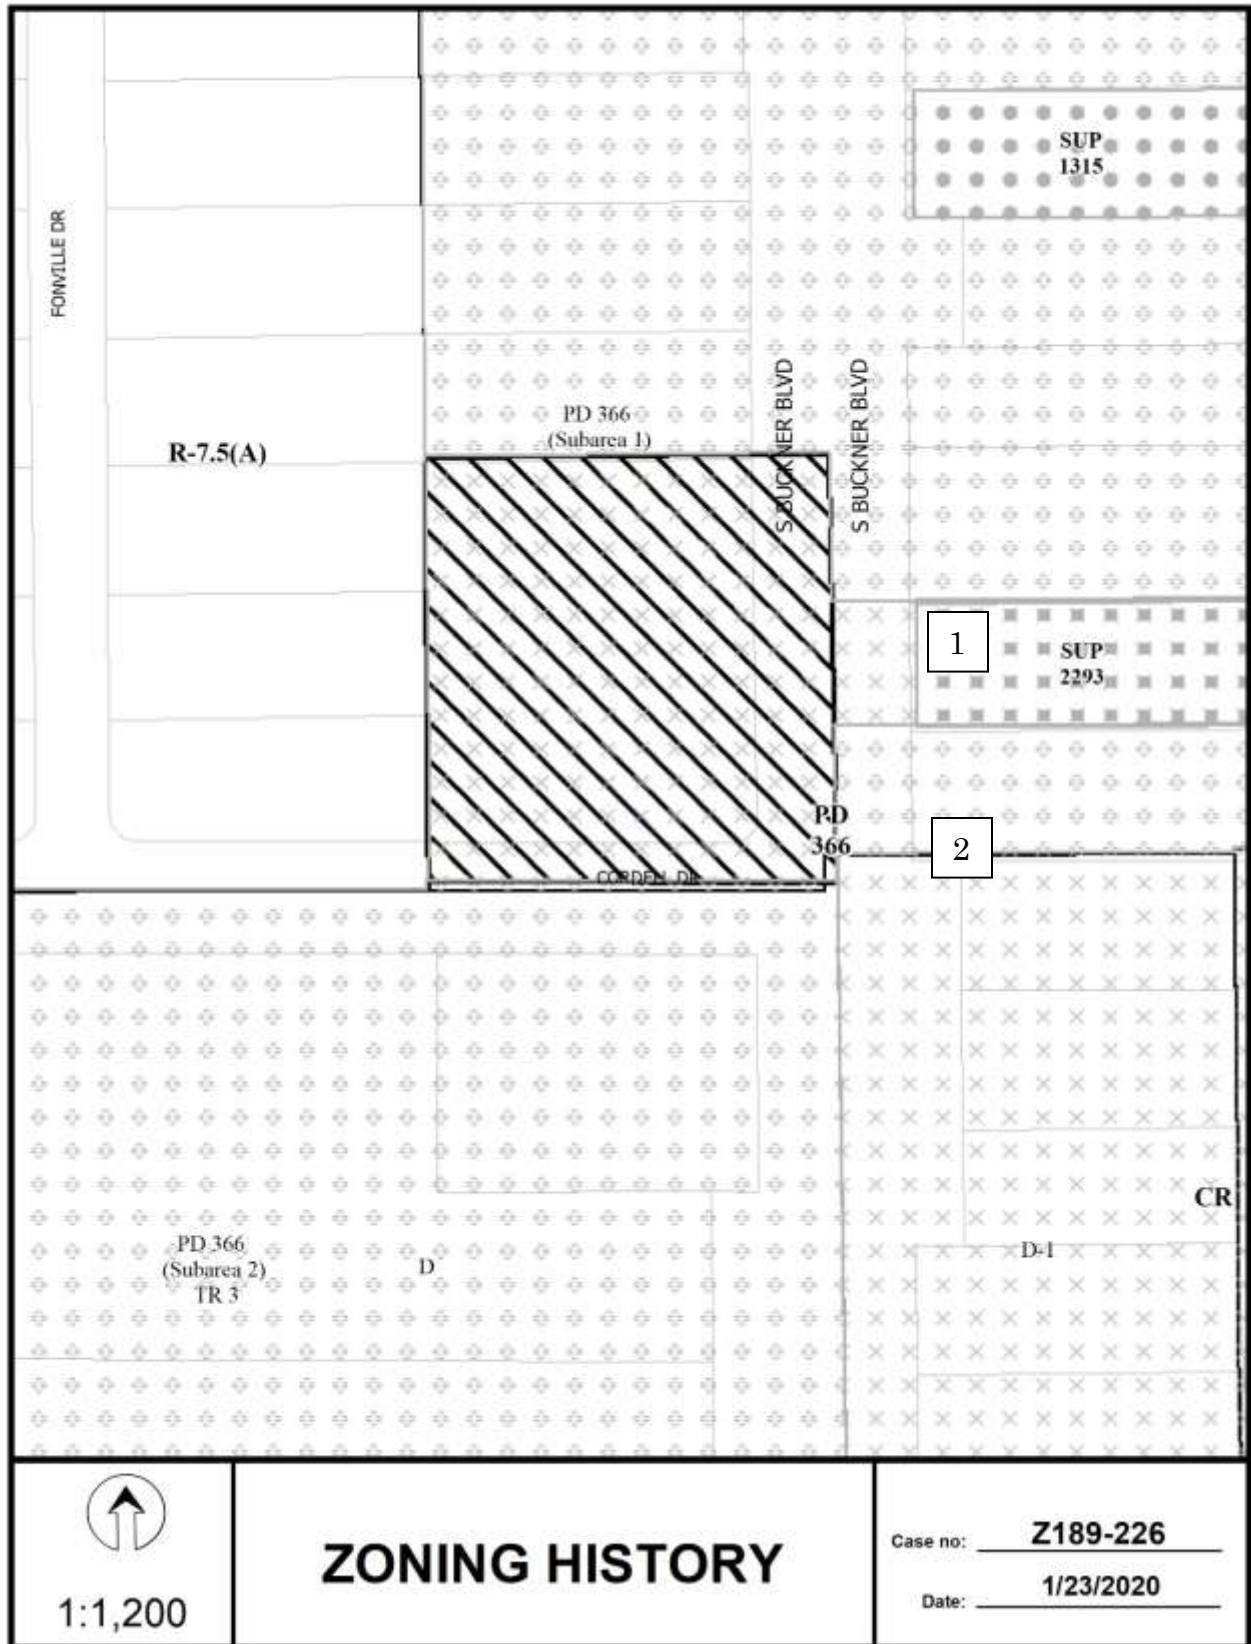 SUP
1315
FONVILLE DR
S BUCKNER BLVD
S BUCKNER BLVD
PD 366
(Subarea 1)
R-7.5(A)
1
SUP
2293
PD
366
2
CORDELL DR
CR
PD 366
(Subarea 2)
TR 3
D
D-1
1:1,200
ZONING HISTORY
Case no: Z189-226
Date: 1/23/2020